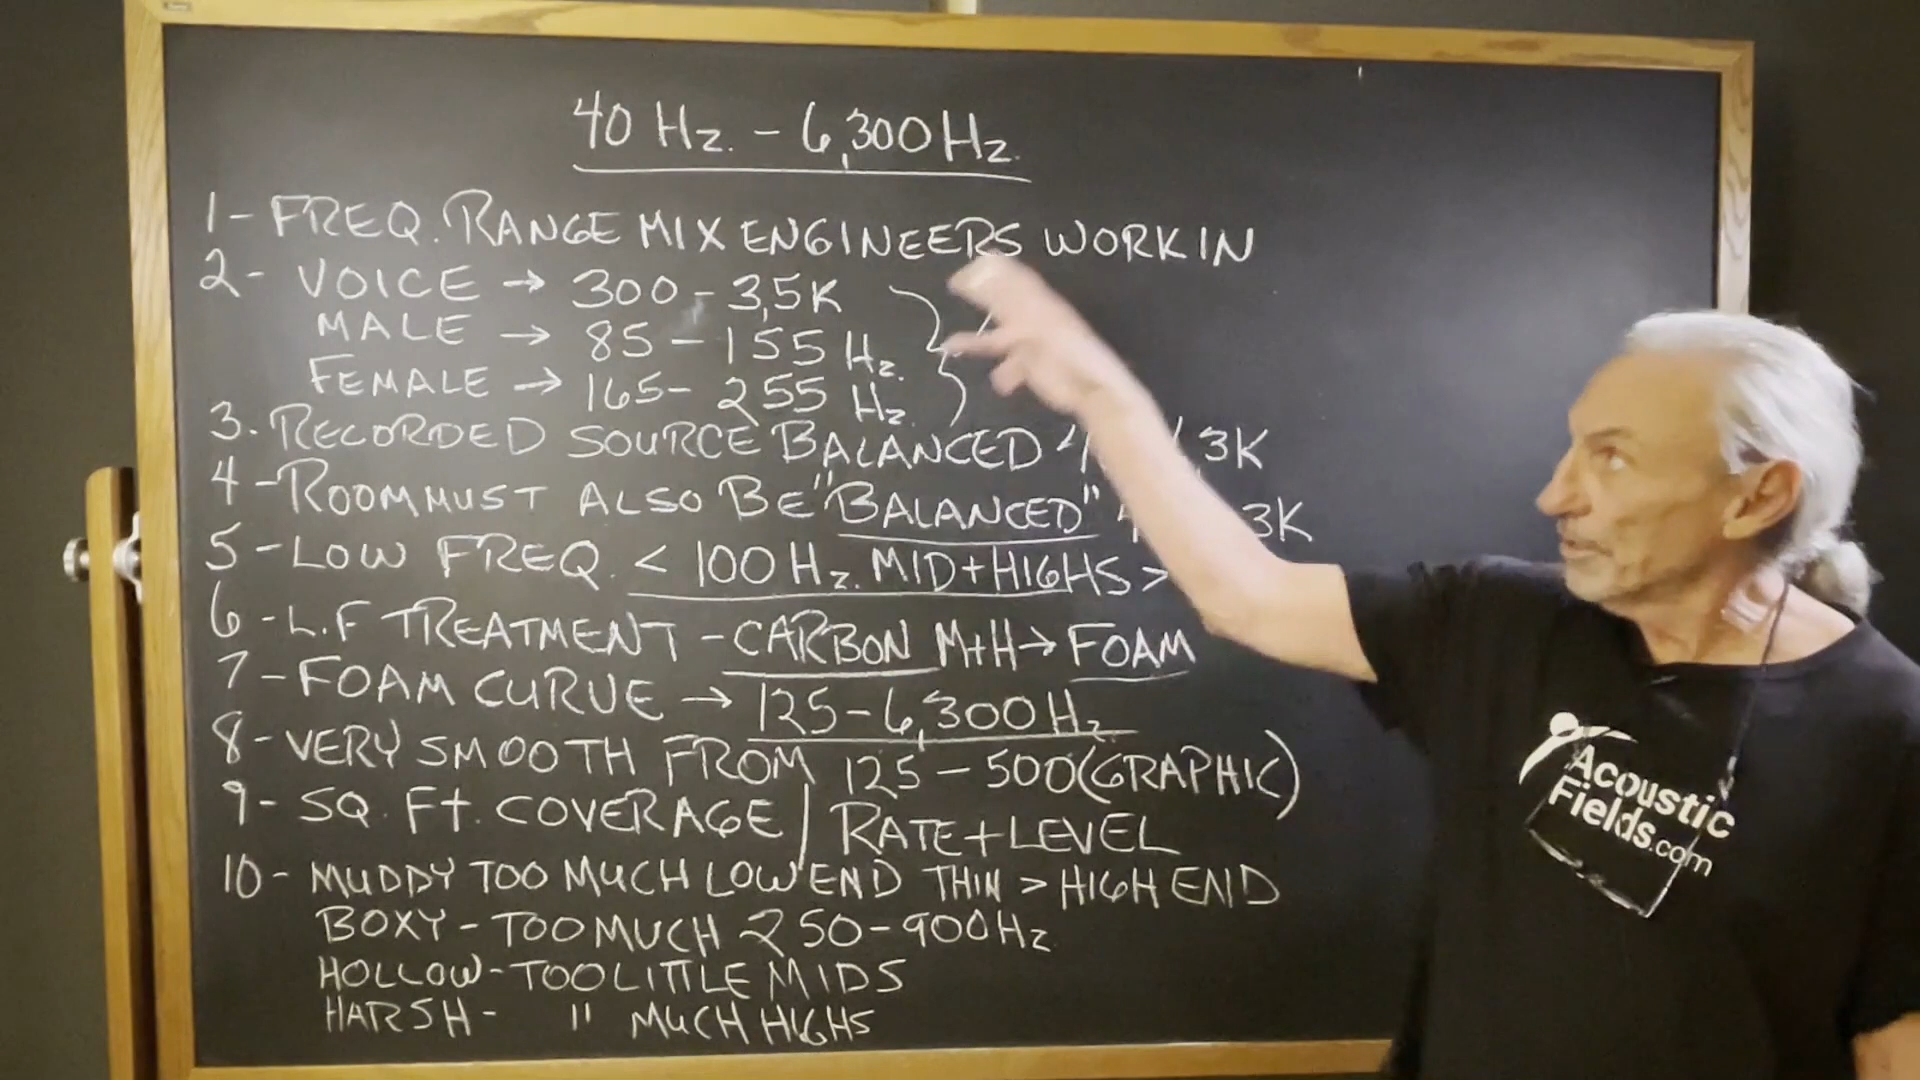 40 Hz. - 6,300 Hz.
1 - FREQ. RANGE MIX ENGINEERS WORK IN
2 - VOICE → 300 - 3,5K
MALE → 85 - 155 Hz.
FEMALE → 165 - 255 Hz.
3. RECORDED SOURCE BALANCED 3K
4 - ROOM MUST ALSO BE "BALANCED" 3K
5 - LOW FREQ. < 100 Hz. MID + HIGHS >
6 - L.F TREATMENT - CARBON M+H → FOAM
7 - FOAM CURVE → 125 - 6,300 Hz.
8 - VERY SMOOTH FROM 125 - 500 (GRAPHIC)
9 - SQ. Ft. COVERAGE / RATE + LEVEL
10 - MUDDY TOO MUCH LOW END THIN > HIGH END
BOXY - TOO MUCH 250 - 900 Hz
HOLLOW - TOO LITTLE MIDS
HARSH - " MUCH HIGHS
Acoustic
Fields.com